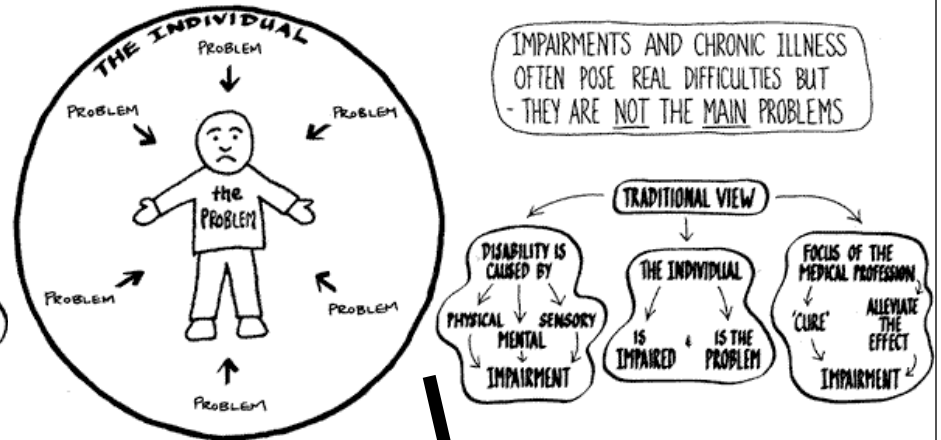 THE INDIVIDUAL
PROBLEM
PROBLEM
PROBLEM
the
PROBLEM
PROBLEM
PROBLEM
PROBLEM
IMPAIRMENTS AND CHRONIC ILLNESS
OFTEN POSE REAL DIFFICULTIES BUT
- THEY ARE NOT THE MAIN PROBLEMS
TRADITIONAL VIEW
DISABILITY IS
CAUSED BY
PHYSICAL
SENSORY
MENTAL
IMPAIRMENT
THE INDIVIDUAL
IS
IMPAIRED
&
IS THE
PROBLEM
FOCUS OF THE
MEDICAL PROFESSION
'CURE'
ALLEVIATE
THE
EFFECT
IMPAIRMENT